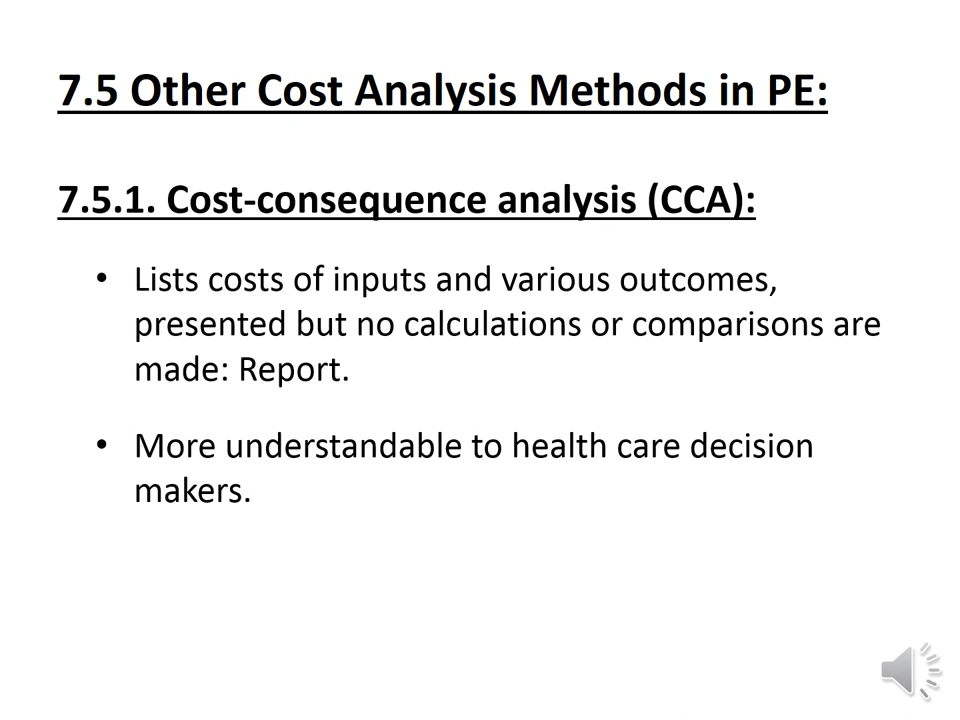 7.5 Other Cost Analysis Methods in PE:
7.5.1. Cost-consequence analysis (CCA):
• Lists costs of inputs and various outcomes,
presented but no calculations or comparisons are
made: Report.
• More understandable to health care decision
makers.